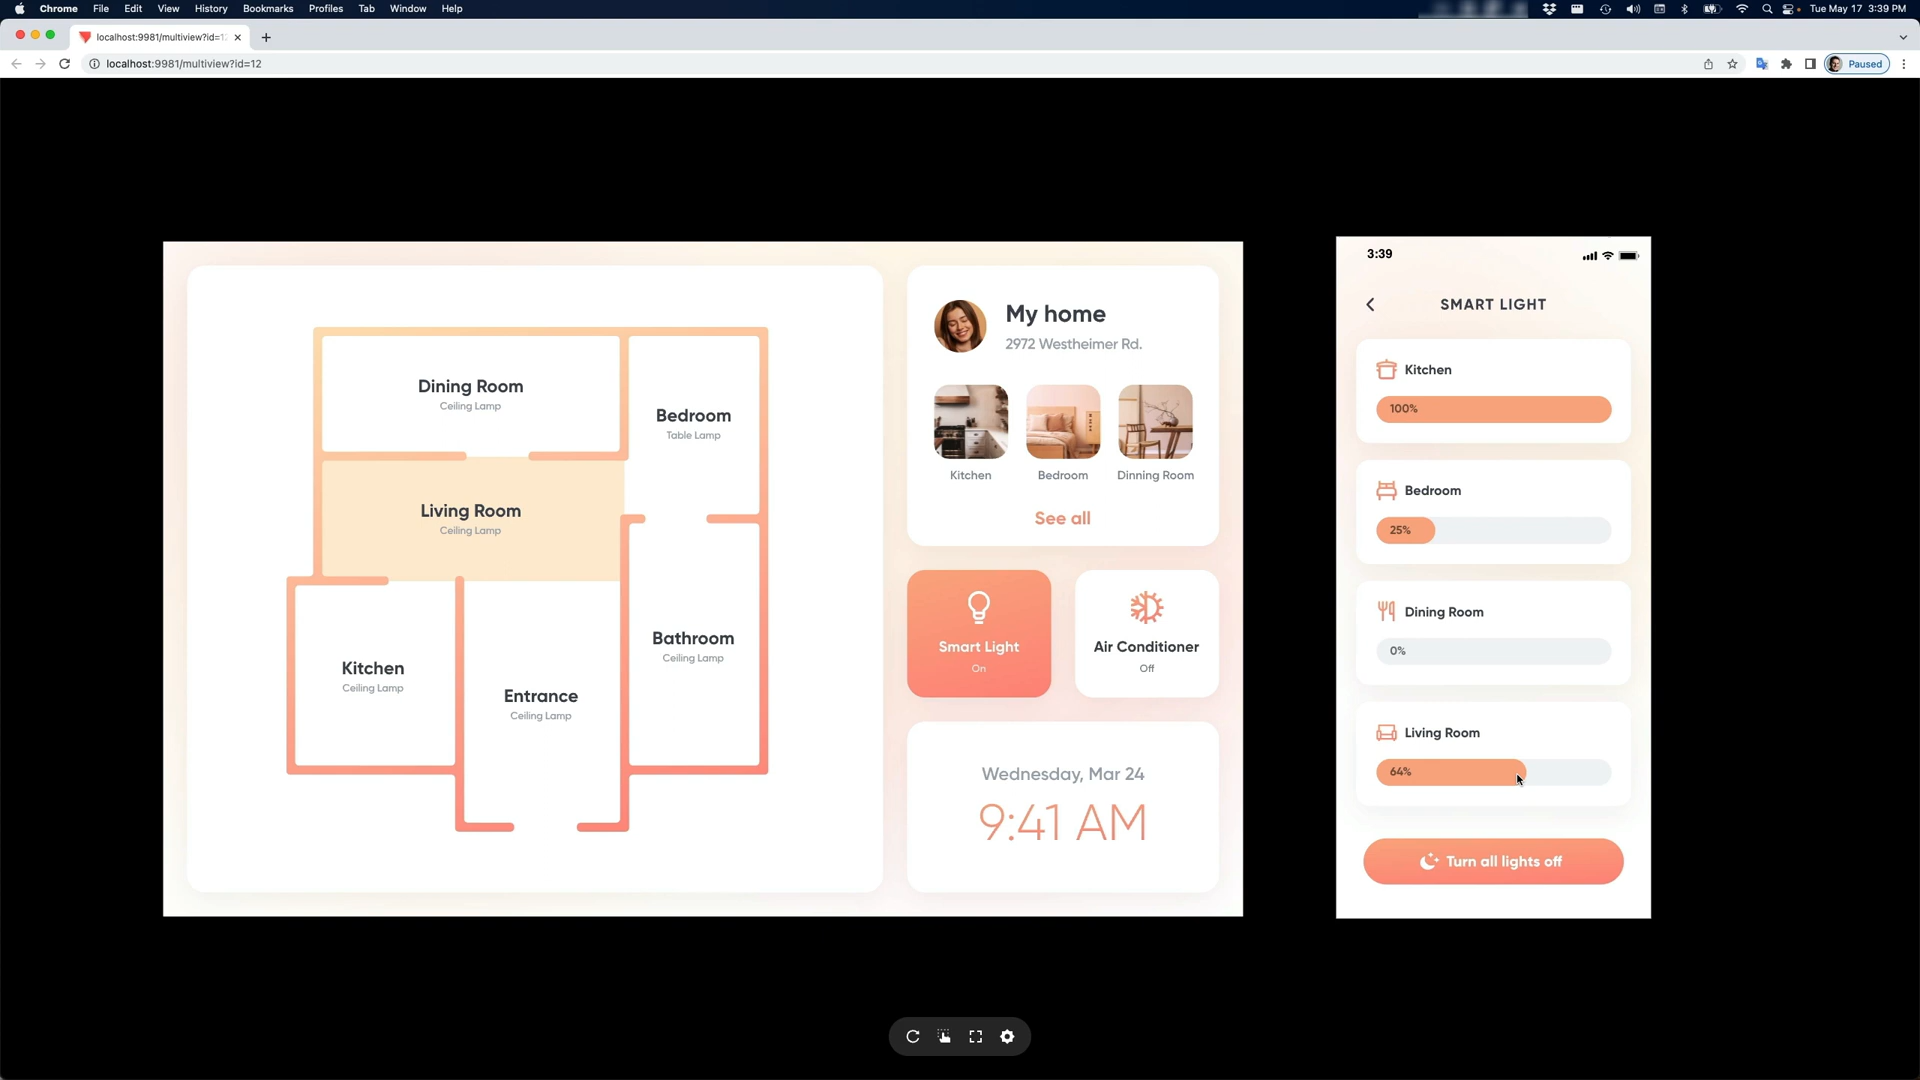 Chrome File Edit View History Bookmarks Profiles Tab Window Help
Tue May 17 3:39 PM
localhost:9981/multiview?id=12
localhost:9981/multiview?id=12
Paused
Dining Room
Ceiling Lamp
Bedroom
Table Lamp
Living Room
Ceiling Lamp
Bathroom
Ceiling Lamp
Kitchen
Ceiling Lamp
Entrance
Ceiling Lamp
My home
2972 Westheimer Rd.
Kitchen
Bedroom
Dinning Room
See all
Smart Light
On
Air Conditioner
Off
Wednesday, Mar 24
9:41 AM
3:39
SMART LIGHT
Kitchen
100%
Bedroom
25%
Dining Room
0%
Living Room
64%
Turn all lights off